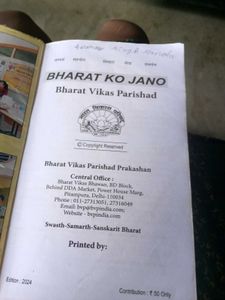 BHARAT KO JANO
Bharat Vikas Parishad
© Copyright Reserved
Bharat Vikas Parishad Prakashan
Central Office :
Bharat Vikas Bhawan, BD Block,
Behind DDA Market, Power House Marg,
Pitampura, Delhi-110034
Phone : 011-27313051, 27316049
Email: bvp@bvpindia.com;
Website - bvpindia.com;
Swasth-Samarth-Sanskarit Bharat
Printed by:
Edition : 2024
Contribution : ₹ 50 Only